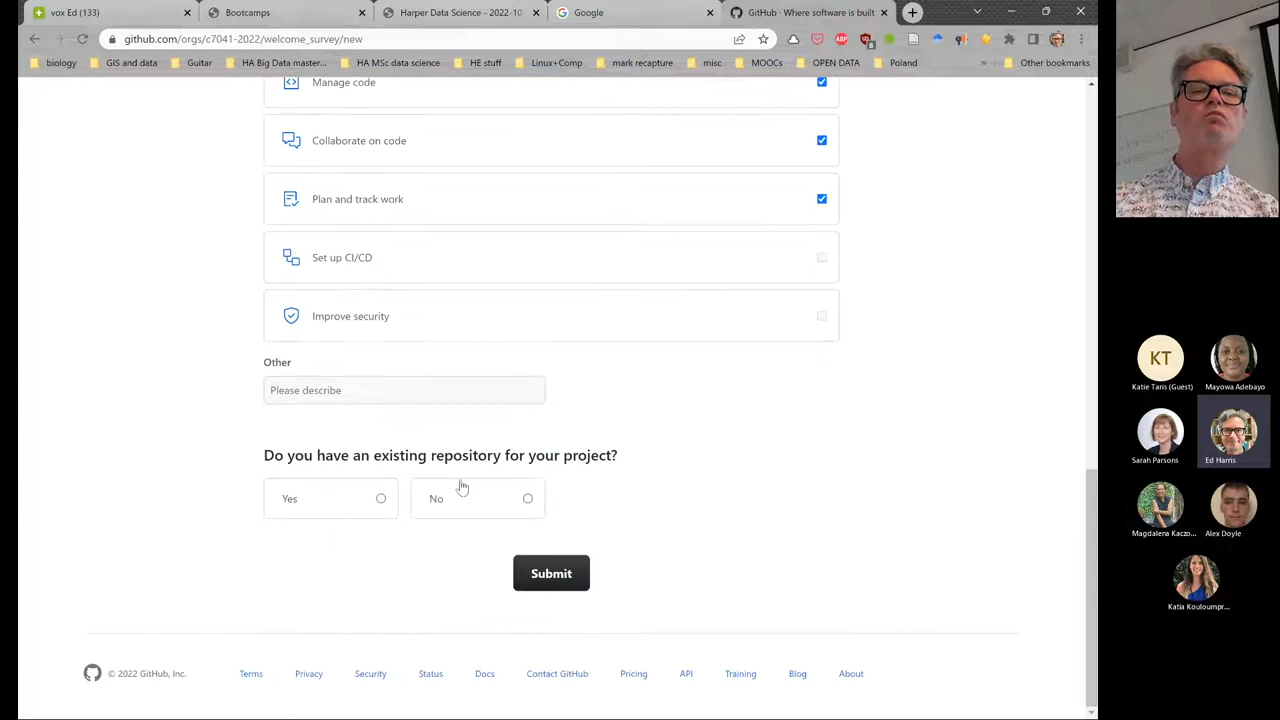 vox Ed (133)
Bootcamps
Harper Data Scie
2022-10
Google
GitHub · Where software is built
github.com/orgs/c7041-2022/welcome_survey/new
ABP
8
biology
GIS and data
Guitar
HA Big Data master...
HA MSc data science
HE stuff
Linux+Comp
mark recapture
misc
MOOCs
OPEN DATA
Poland
»
Other bookmarks
Manage code
Collaborate on code
Plan and track work
Set up CI/CD
Improve security
Other
Please describe
Do you have an existing repository for your project?
Yes
No
Submit
© 2022 GitHub, Inc.
Terms
Privacy
Security
Status
Docs
Contact GitHub
Pricing
API
Training
Blog
About
KT
Katie Taris (Guest)
Mayowa Adebayo
Sarah Parsons
Ed Harris
Magdalena Kaczo...
Alex Doyle
Katia Kouloumpr...